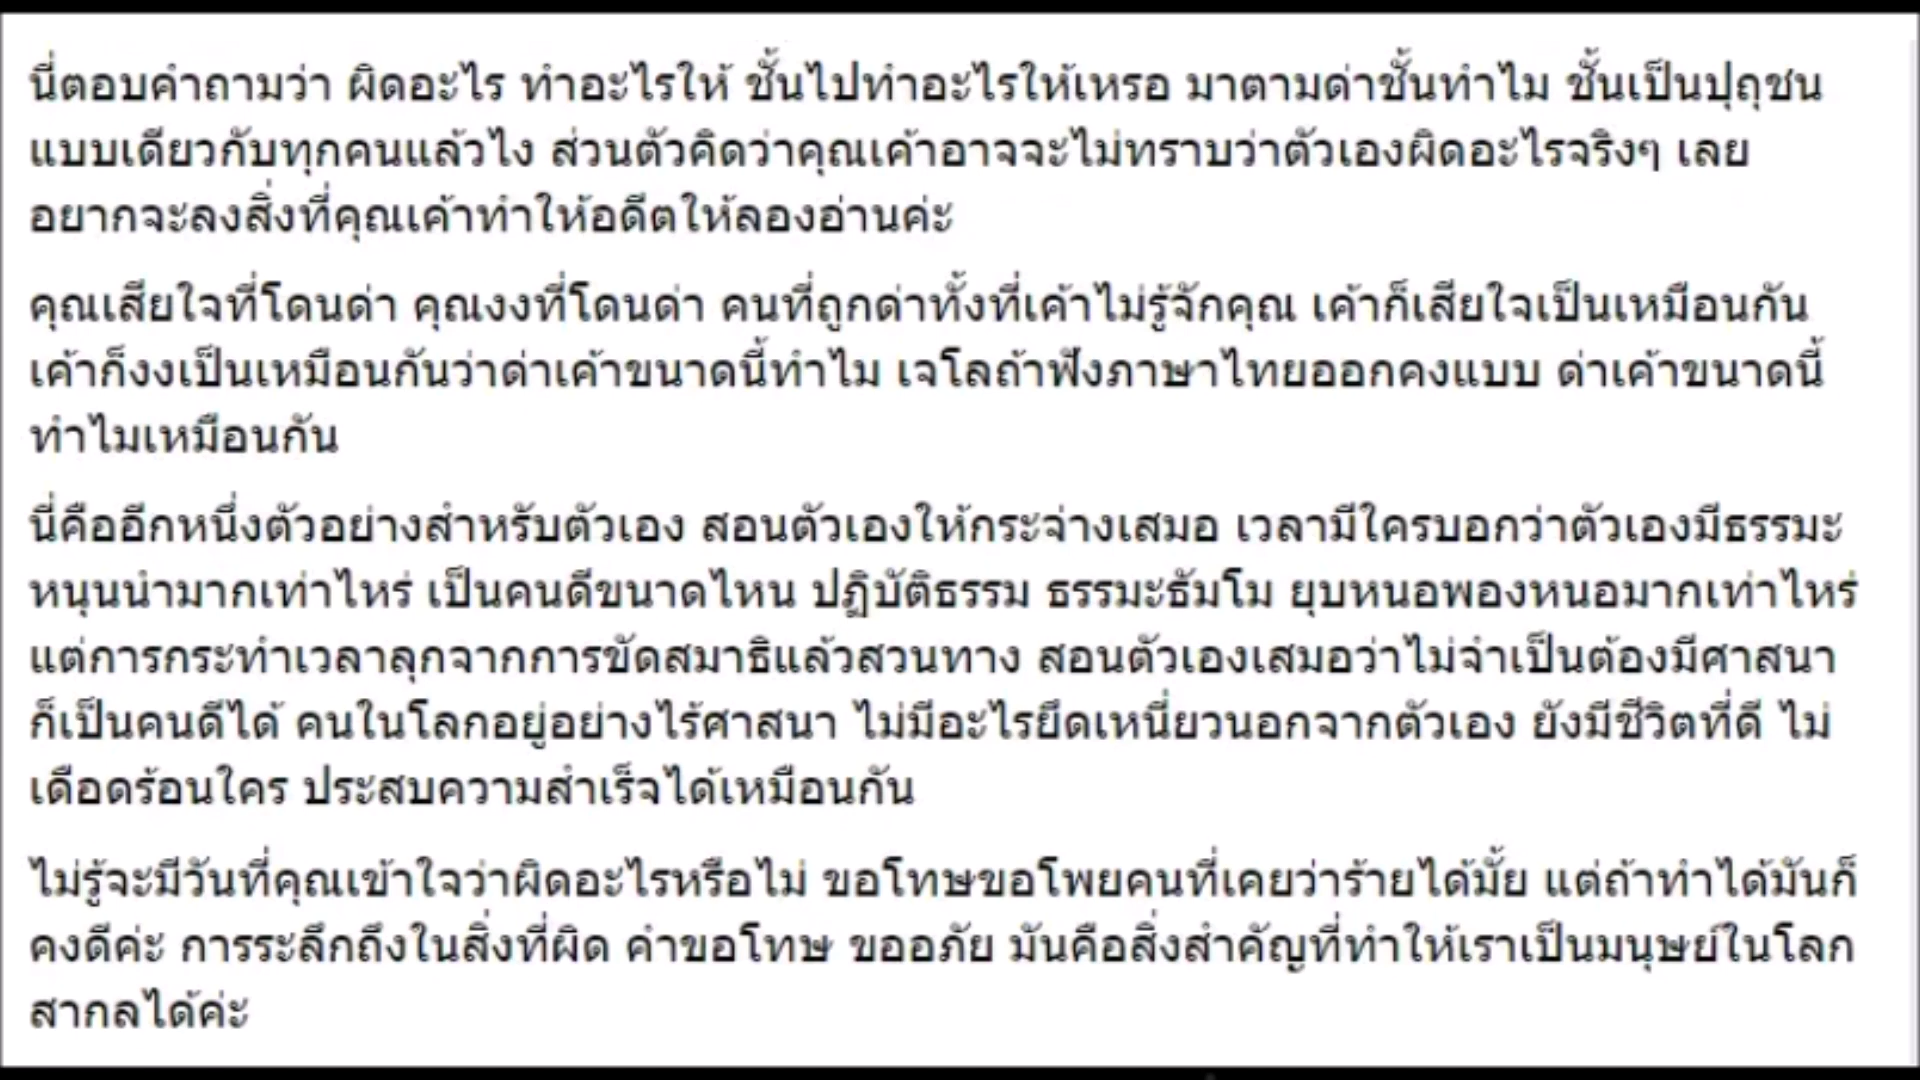 นี่ตอบคำถามว่า ผิดอะไร ทำอะไรให้ ชั้นไปทำอะไรให้เหรอ มาตามด่าชั้นทำไม ชั้นเป็นปุถุชน
แบบเดียวกับทุกคนแล้วไง ส่วนตัวคิดว่าคุณเค้าอาจจะไม่ทราบว่าตัวเองผิดอะไรจริงๆ เลย
อยากจะลงสิ่งที่คุณเค้าทำให้อดีตให้ลองอ่านค่ะ
คุณเสียใจที่โดนด่า คุณงงที่โดนด่า คนที่ถูกด่าทั้งที่เค้าไม่รู้จักคุณ เค้าก็เสียใจเป็นเหมือนกัน
เค้าก็งงเป็นเหมือนกันว่าด่าเค้าขนาดนี้ทำไม เจโลถ้าฟังภาษาไทยออกคงแบบ ด่าเค้าขนาดนี้
ทำไมเหมือนกัน
นี่คืออีกหนึ่งตัวอย่างสำหรับตัวเอง สอนตัวเองให้กระจ่างเสมอ เวลามีใครบอกว่าตัวเองมีธรรมะ
หนุนนำมากเท่าไหร่ เป็นคนดีขนาดไหน ปฏิบัติธรรม ธรรมะธัมโม ยุบหนอพองหนอมากเท่าไหร่
แต่การกระทำเวลาลุกจากการขัดสมาธิแล้วสวนทาง สอนตัวเองเสมอว่าไม่จำเป็นต้องมีศาสนา
ก็เป็นคนดีได้ คนในโลกอยู่อย่างไร้ศาสนา ไม่มีอะไรยึดเหนี่ยวนอกจากตัวเอง ยังมีชีวิตที่ดี ไม่
เดือดร้อนใคร ประสบความสำเร็จได้เหมือนกัน
ไม่รู้จะมีวันที่คุณเข้าใจว่าผิดอะไรหรือไม่ ขอโทษขอโพยคนที่เคยว่าร้ายได้มั้ย แต่ถ้าทำได้มันก็
คงดีค่ะ การระลึกถึงในสิ่งที่ผิด คำขอโทษ ขออภัย มันคือสิ่งสำคัญที่ทำให้เราเป็นมนุษย์ในโลก
สากลได้ค่ะ